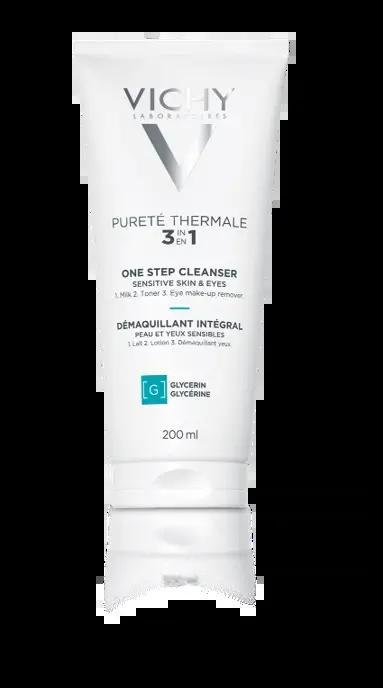 VICHY
LABORATOIRES
PURETÉ THERMALE
3 IN EN 1
ONE STEP CLEANSER
SENSITIVE SKIN & EYES
1. Milk 2. Toner 3. Eye make-up remover.
DÉMAQUILLANT INTÉGRAL
PEAU ET YEUX SENSIBLES
1. Lait 2. Lotion 3. Démaquillant yeux.
[G] GLYCERIN
GLYCÉRINE
200 ml